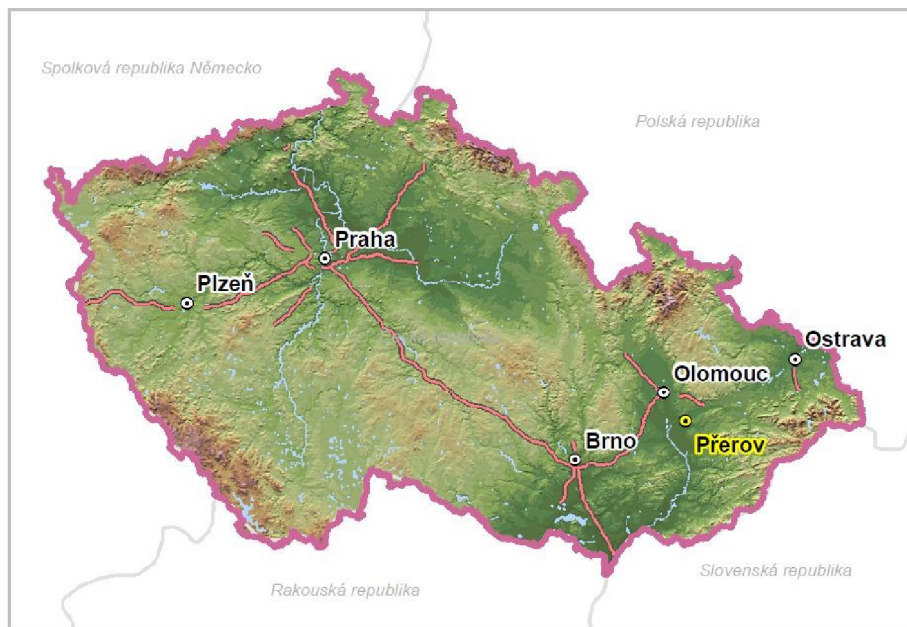 Spolková republika Německo
Polská republika
Praha
Plzeň
Ostrava
Olomouc
Přerov
Brno
Slovenská republika
Rakouská republika